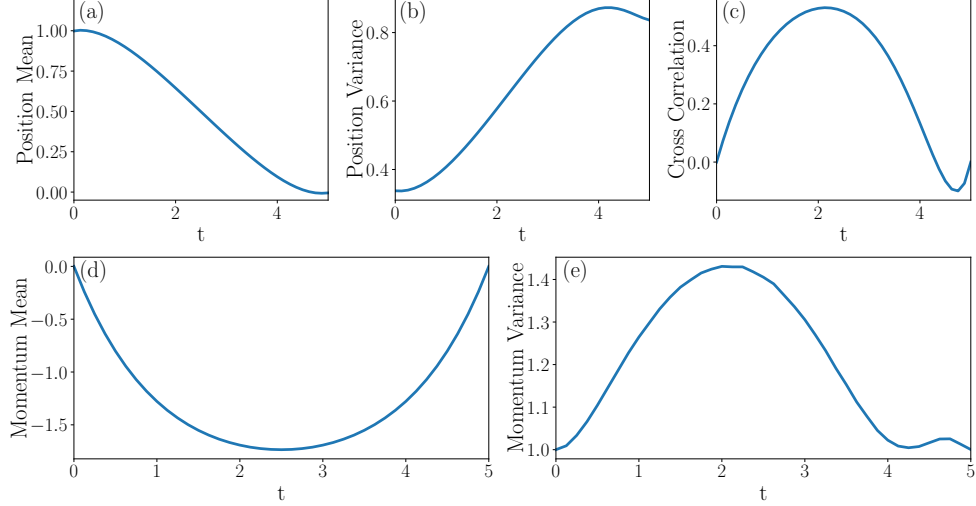 (a)
Position Mean
1.00
0.75
0.50
0.25
0.00
0
2
4
t
(b)
Position Variance
0.8
0.6
0.4
0
2
4
t
(c)
Cross Correlation
0.4
0.2
0.0
0
2
4
t
(d)
Momentum Mean
0.0
−0.5
−1.0
−1.5
0
1
2
3
4
5
t
(e)
Momentum Variance
1.4
1.3
1.2
1.1
1.0
0
1
2
3
4
5
t